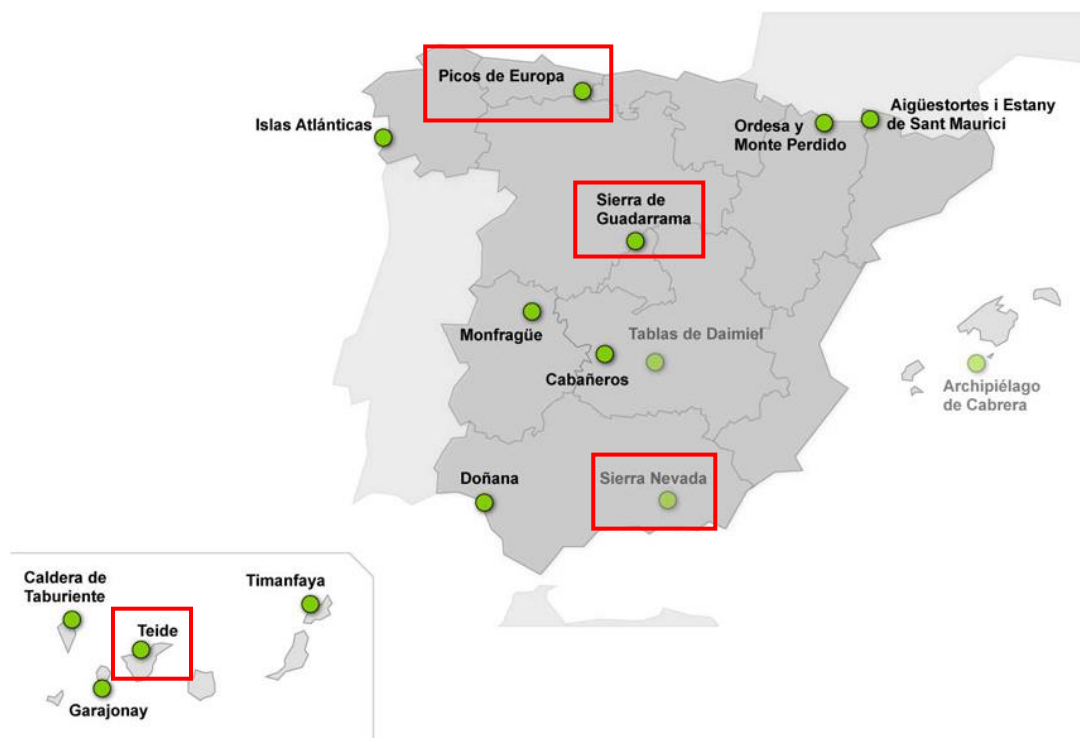 Picos de Europa
Islas Atlánticas
Ordesa y
Monte Perdido
Aigüestortes i Estany
de Sant Maurici
Sierra de
Guadarrama
Monfragüe
Tablas de Daimiel
Cabañeros
Archipiélago
de Cabrera
Doñana
Sierra Nevada
Caldera de
Taburiente
Timanfaya
Teide
Garajonay